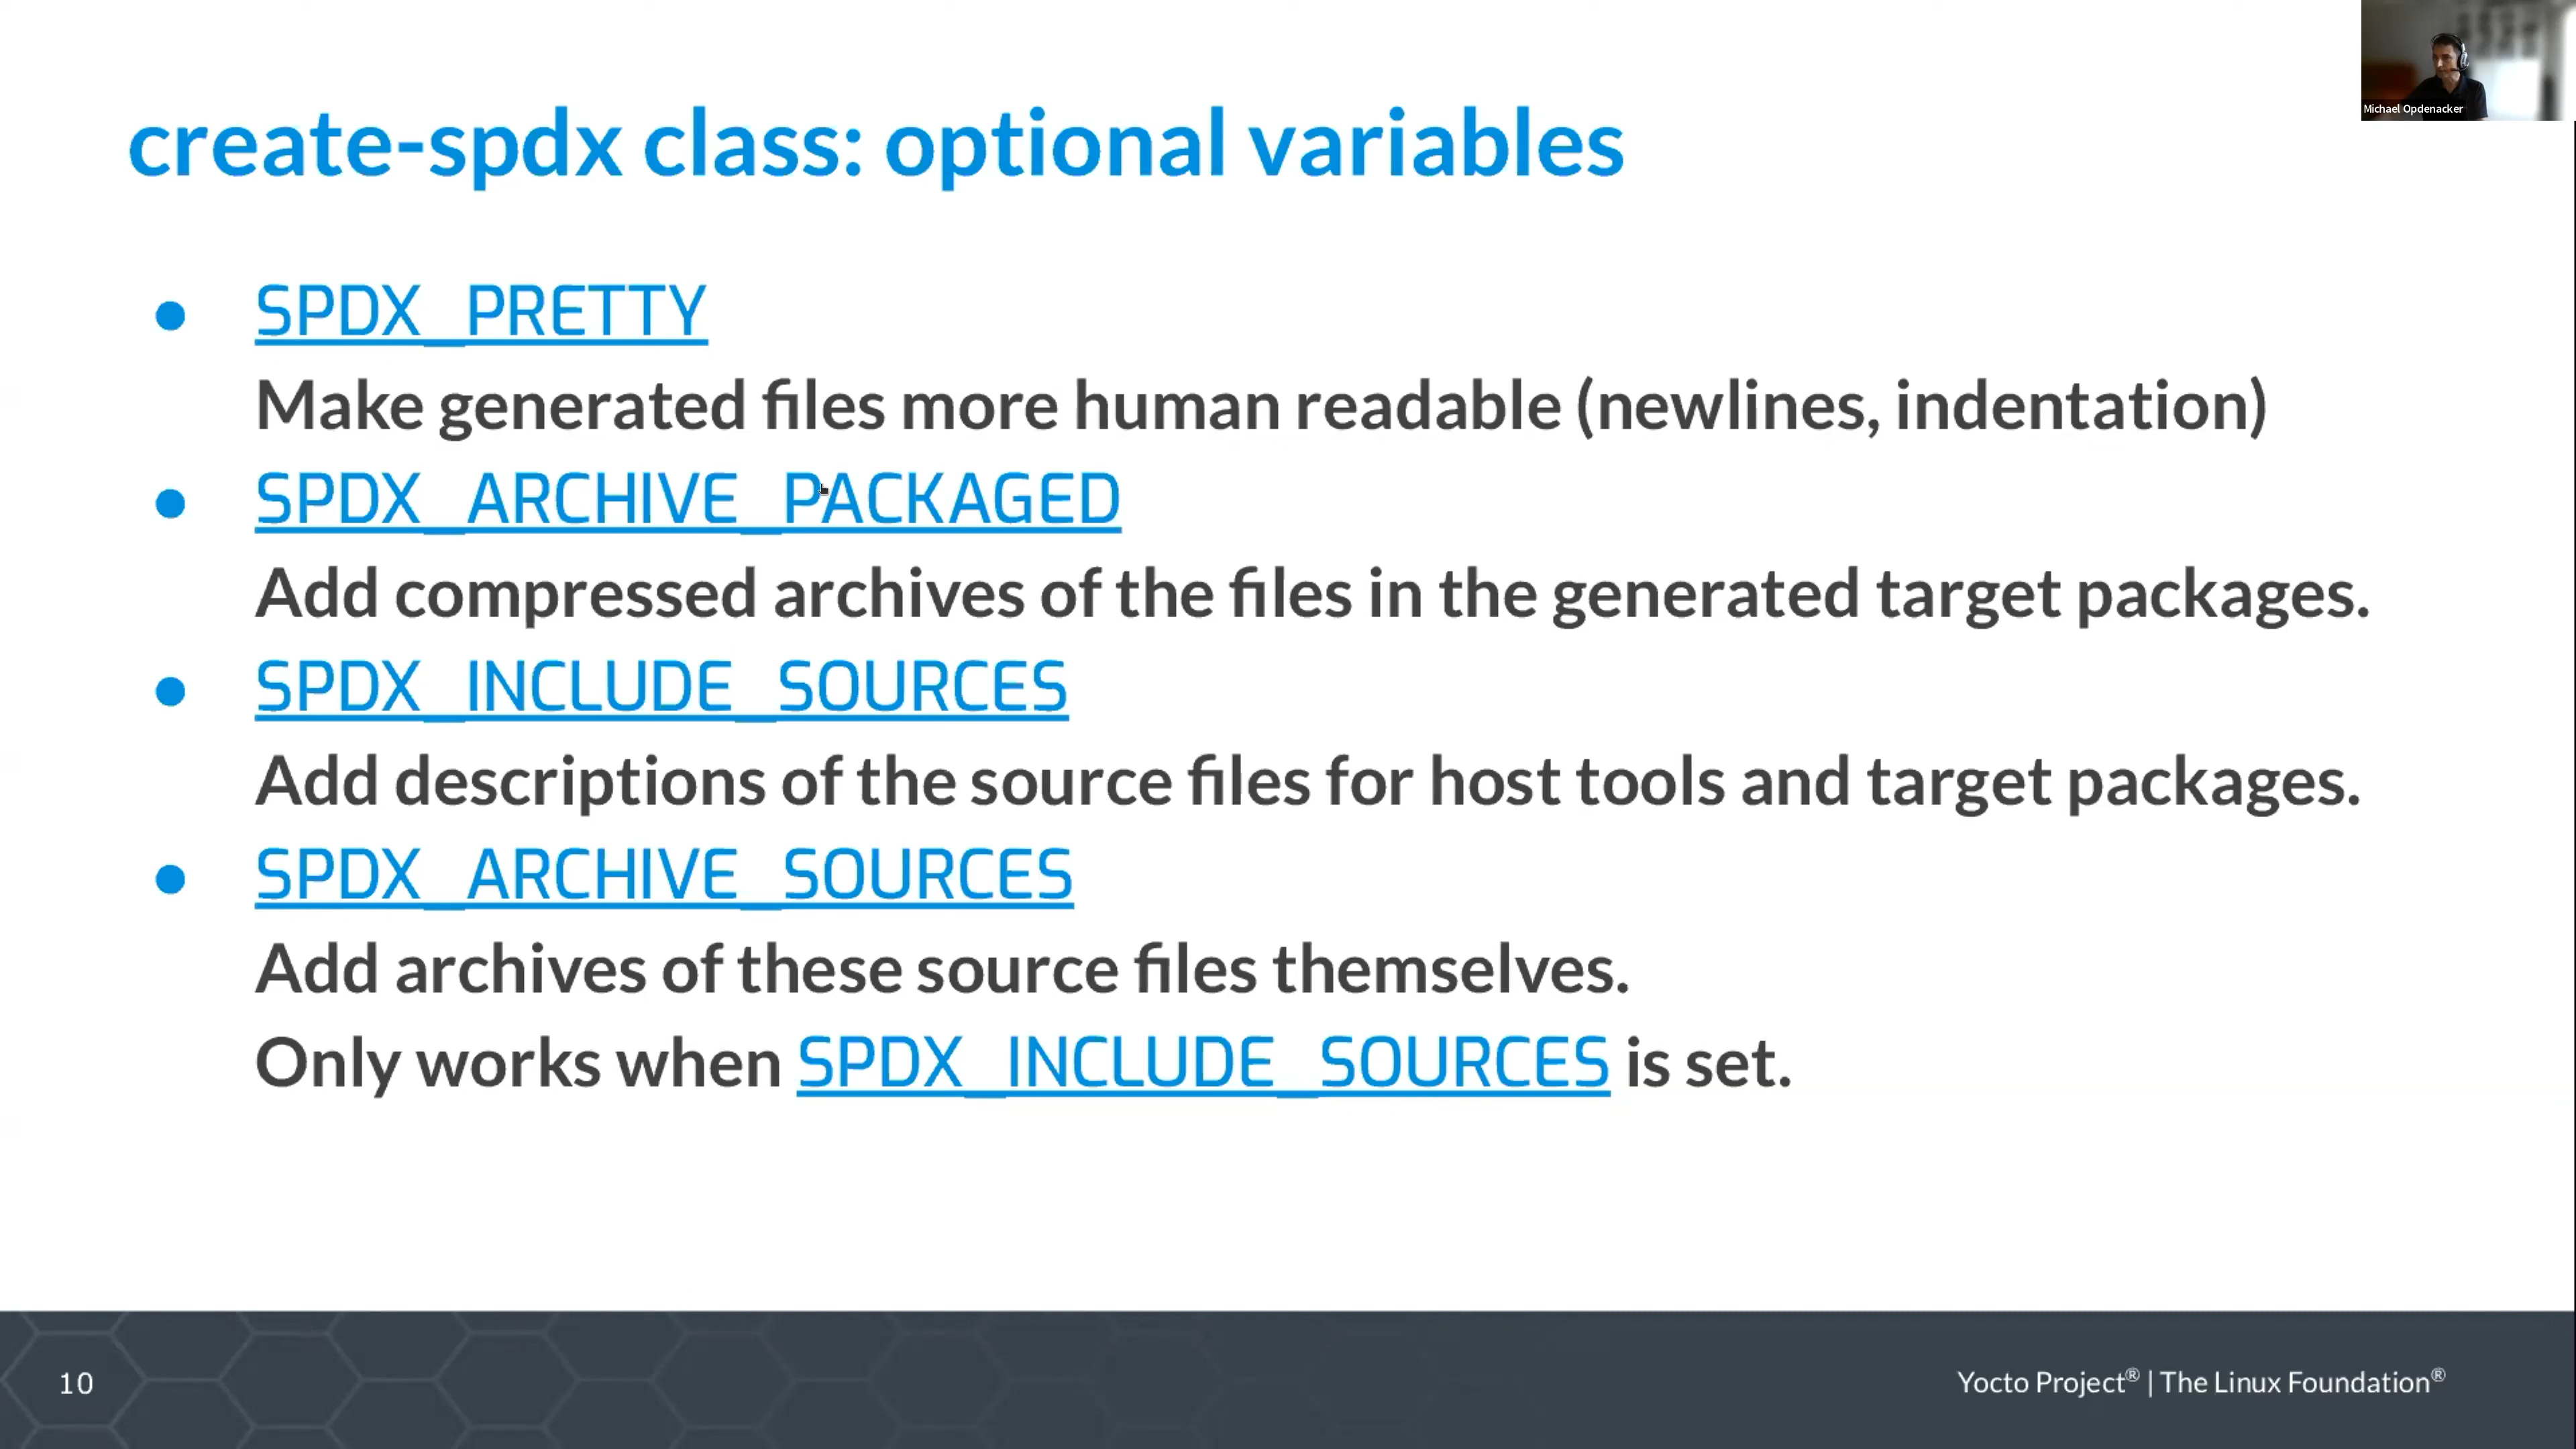 create-spdx class: optional variables
Michael Opdenacker
● SPDX_PRETTY
Make generated files more human readable (newlines, indentation)
● SPDX_ARCHIVE_PACKAGED
Add compressed archives of the files in the generated target packages.
● SPDX_INCLUDE_SOURCES
Add descriptions of the source files for host tools and target packages.
● SPDX_ARCHIVE_SOURCES
Add archives of these source files themselves.
Only works when SPDX_INCLUDE_SOURCES is set.
10
Yocto Project® | The Linux Foundation®